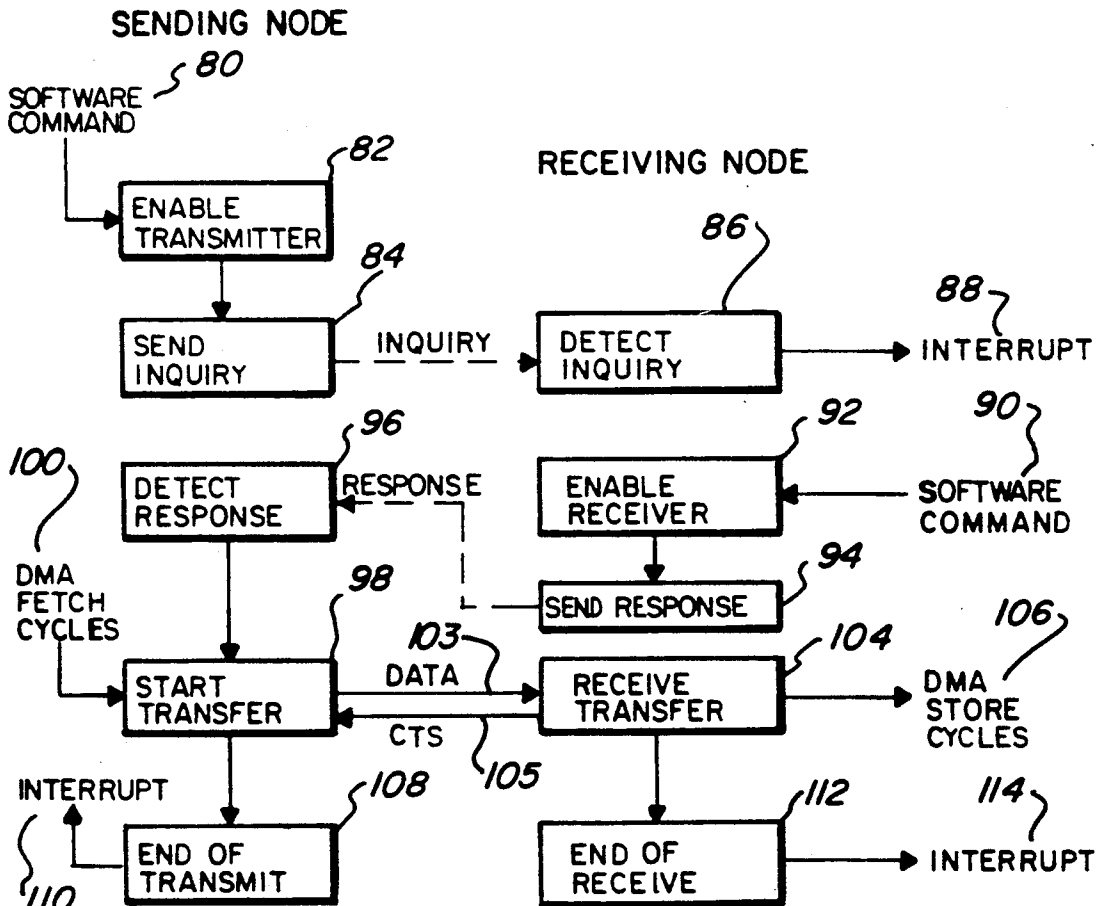 SENDING NODE
80
SOFTWARE
COMMAND
82
RECEIVING NODE
ENABLE
TRANSMITTER
84
86
88
SEND
INQUIRY
INQUIRY
DETECT
INQUIRY
INTERRUPT
96
92
90
100
DETECT
RESPONSE
RESPONSE
ENABLE
RECEIVER
SOFTWARE
COMMAND
DMA
FETCH
CYCLES
98
SEND RESPONSE
94
103
104
106
START
TRANSFER
DATA
RECEIVE
TRANSFER
DMA
STORE
CYCLES
CTS
105
INTERRUPT
108
112
114
110
END OF
TRANSMIT
END OF
RECEIVE
INTERRUPT